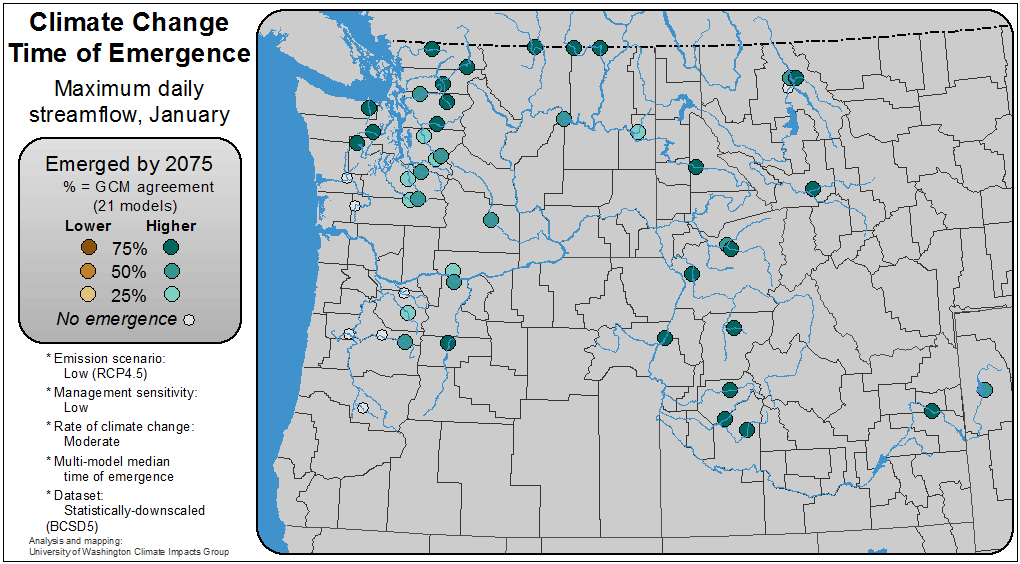 Climate Change
Time of Emergence
Maximum daily
streamflow, January
Emerged by 2075
% = GCM agreement
(21 models)
Lower Higher
75%
50%
25%
No emergence
* Emission scenario:
Low (RCP4.5)
* Management sensitivity:
Low
* Rate of climate change:
Moderate
* Multi-model median
time of emergence
* Dataset:
Statistically-downscaled
(BCSD5)
Analysis and mapping:
University of Washington Climate Impacts Group